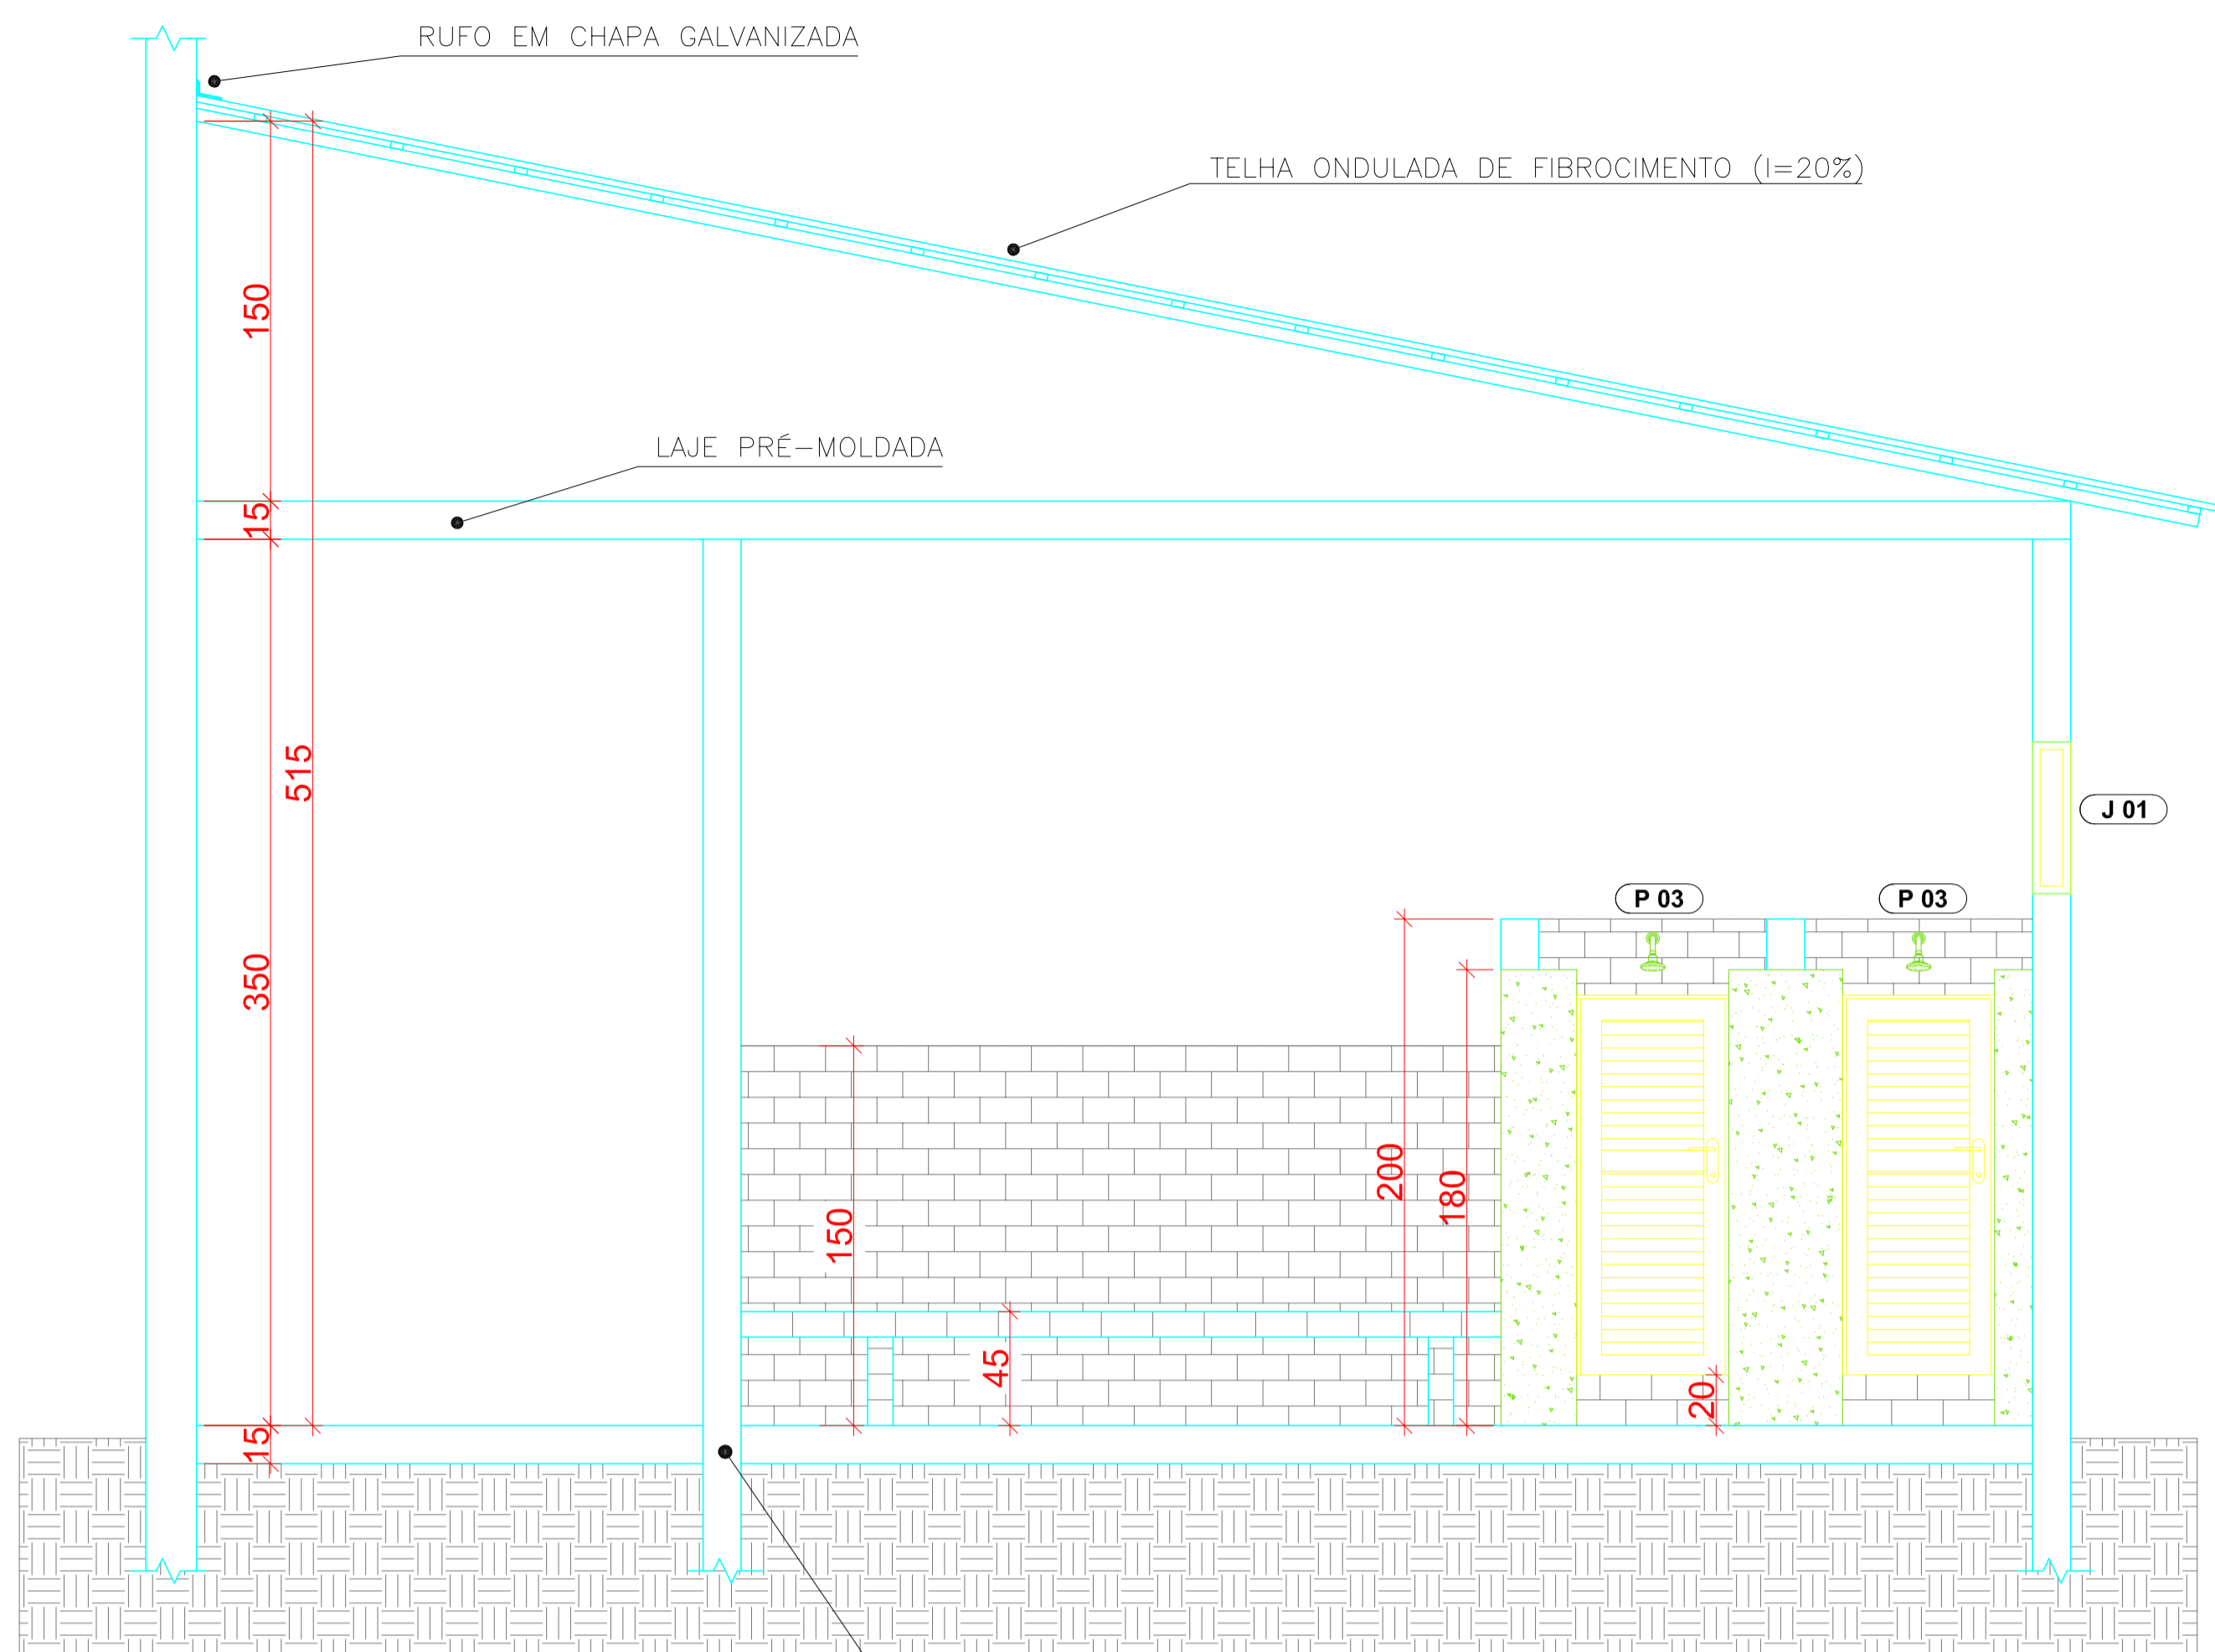 RUFO EM CHAPA GALVANIZADA
TELHA ONDULADA DE FIBROCIMENTO (I=20%)
150
LAJE PRÉ-MOLDADA
15
515
J 01
P 03
P 03
350
200
180
150
45
20
15